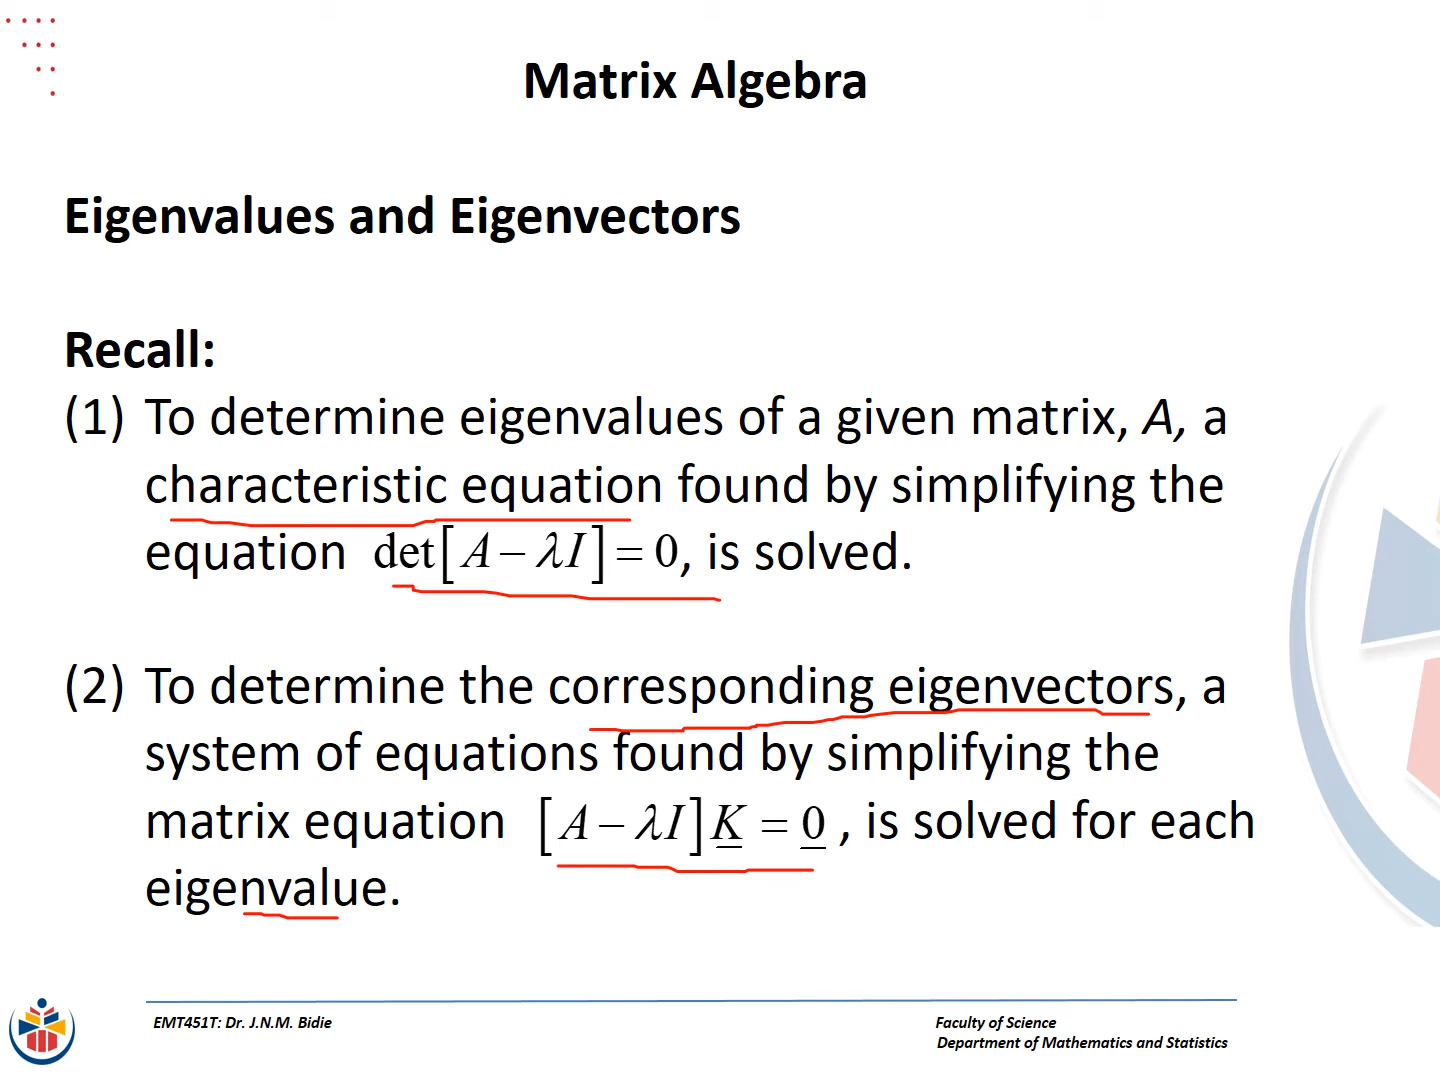 Matrix Algebra
Eigenvalues and Eigenvectors
Recall:
(1) To determine eigenvalues of a given matrix, A, a
characteristic equation found by simplifying the
equation det[A − λI] = 0, is solved.
(2) To determine the corresponding eigenvectors, a
system of equations found by simplifying the
matrix equation [A − λI]K = 0 , is solved for each
eigenvalue.
EMT451T: Dr. J.N.M. Bidie
Faculty of Science
Department of Mathematics and Statistics